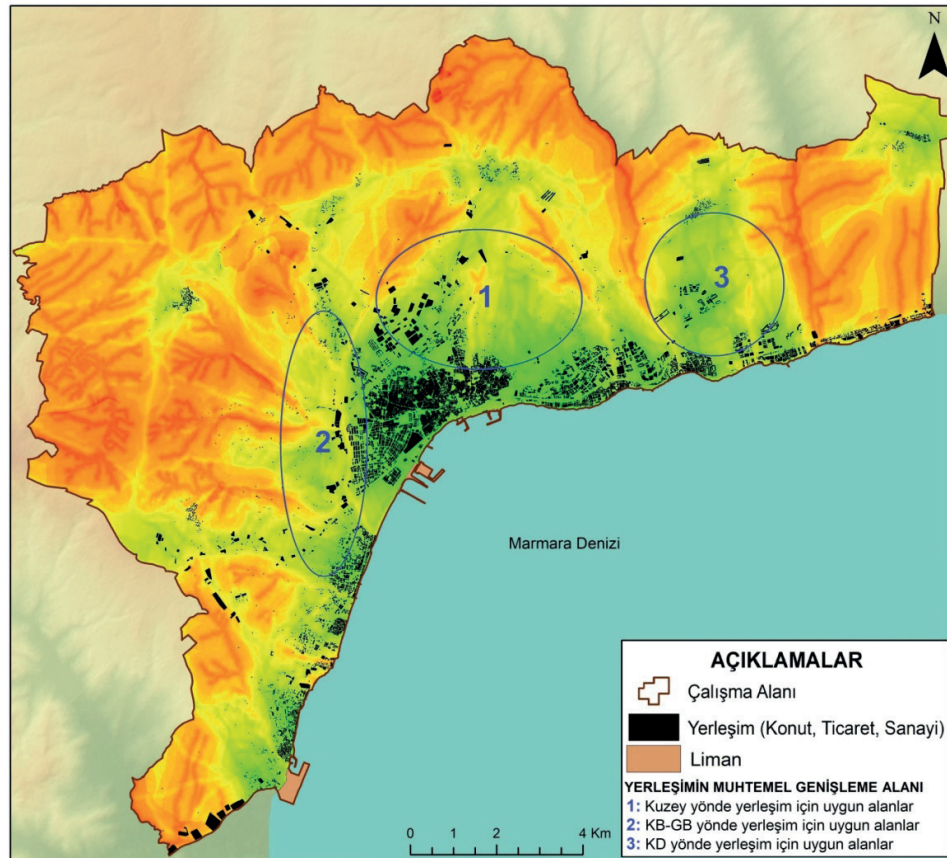 N
1
3
2
Marmara Denizi
AÇIKLAMALAR
Çalışma Alanı
Yerleşim (Konut, Ticaret, Sanayi)
Liman
YERLEŞİMİN MUHTEMEL GENİŞLEME ALANI
1: Kuzey yönde yerleşim için uygun alanlar
2: KB-GB yönde yerleşim için uygun alanlar
3: KD yönde yerleşim için uygun alanlar
0 1 2 4 Km